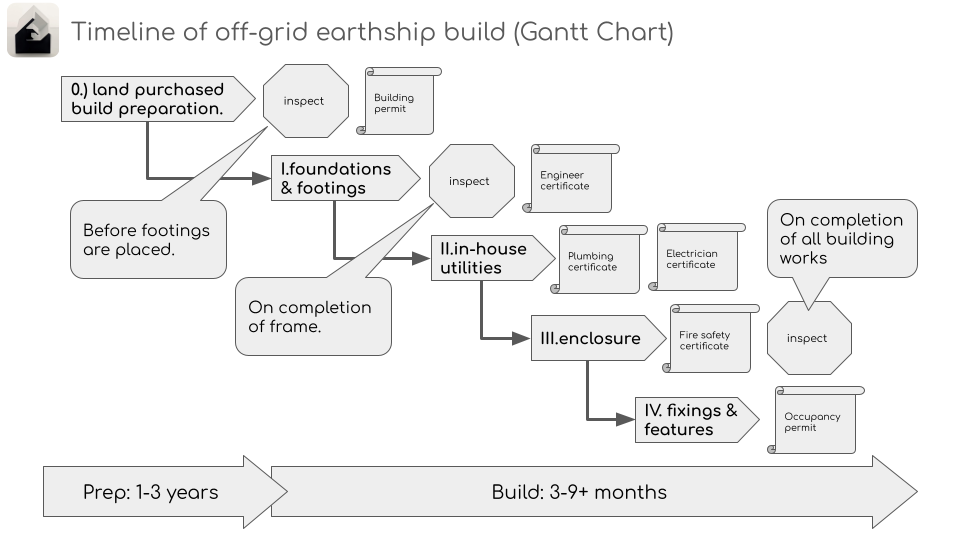 Timeline of off-grid earthship build (Gantt Chart)
0.) land purchased
build preparation.
inspect
Building
permit
I.foundations
& footings
inspect
Engineer
certificate
Before footings
are placed.
On completion
of all building
works
II.in-house
utilities
Plumbing
certificate
Electrician
certificate
On completion
of frame.
III.enclosure
Fire safety
certificate
inspect
IV. fixings &
features
Occupancy
permit
Prep: 1-3 years
Build: 3-9+ months